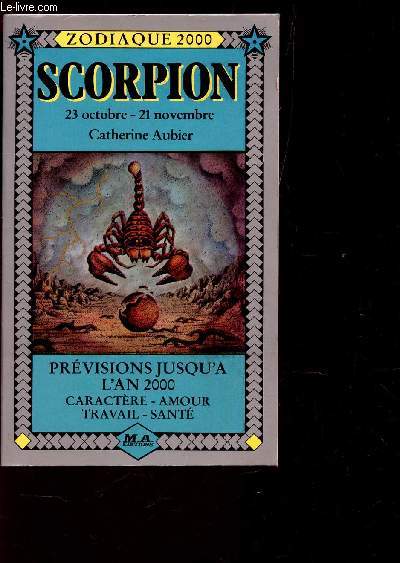 Le-livre.com
ZODIAQUE 2000
SCORPION
23 octobre - 21 novembre
Catherine Aubier
PRÉVISIONS JUSQU'A
L'AN 2000
CARACTÈRE - AMOUR
TRAVAIL - SANTÉ
M.A.
EDITIONS